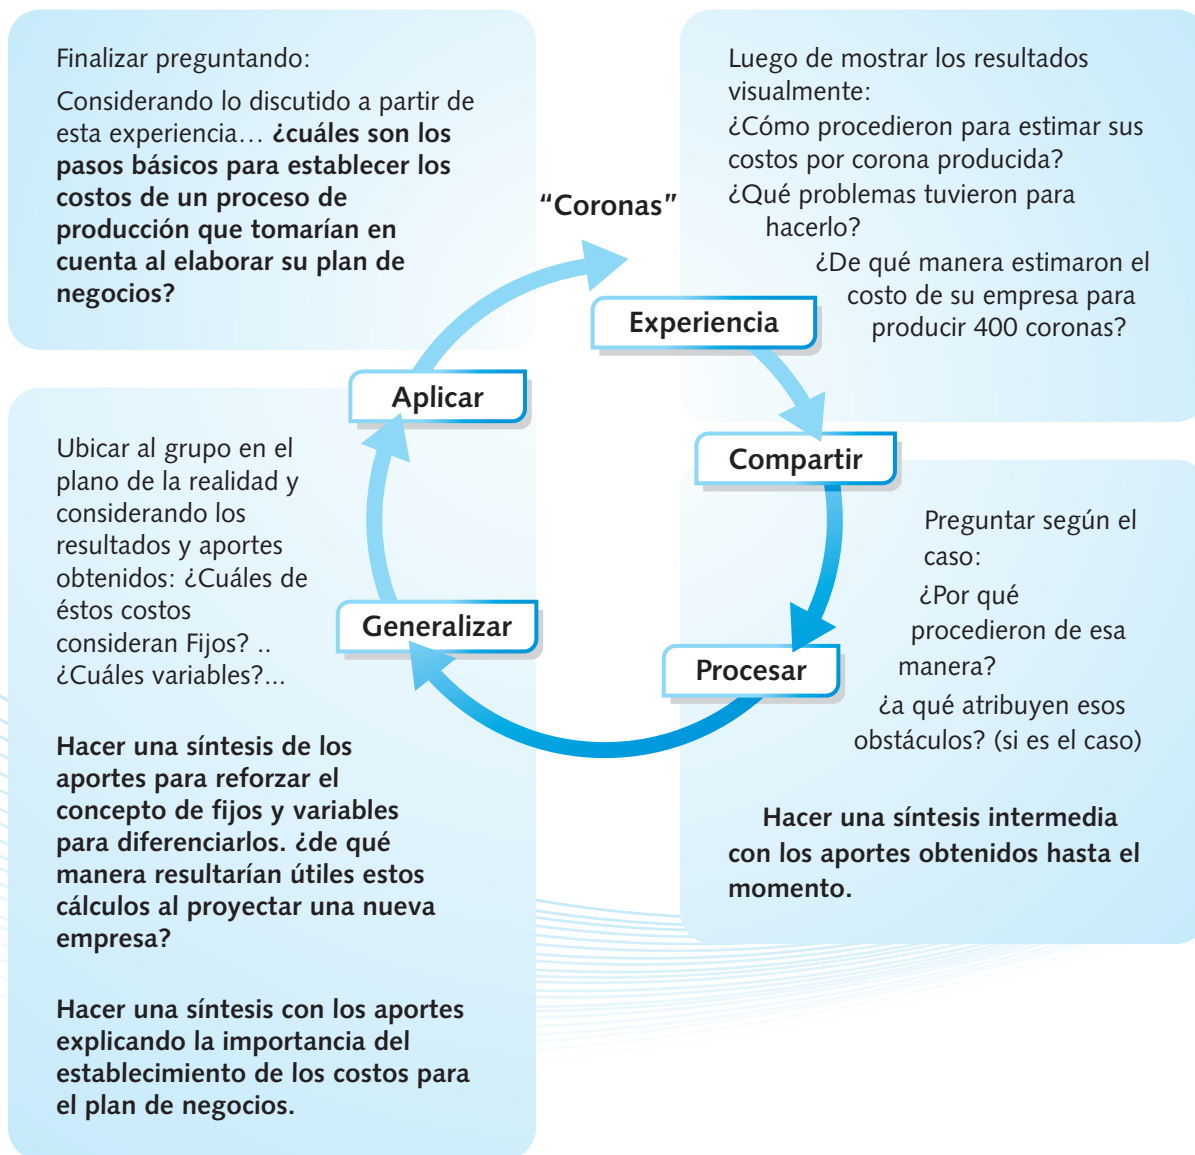 Finalizar preguntando:
Considerando lo discutido a partir de
esta experiencia… ¿cuáles son los
pasos básicos para establecer los
costos de un proceso de
producción que tomarían en
cuenta al elaborar su plan de
negocios?
“Coronas”
Luego de mostrar los resultados
visualmente:
¿Cómo procedieron para estimar sus
costos por corona producida?
¿Qué problemas tuvieron para
hacerlo?
¿De qué manera estimaron el
costo de su empresa para
producir 400 coronas?
Experiencia
Aplicar
Compartir
Ubicar al grupo en el
plano de la realidad y
considerando los
resultados y aportes
obtenidos: ¿Cuáles de
éstos costos
consideran Fijos? ..
¿Cuáles variables?...
Preguntar según el
caso:
¿Por qué
procedieron de esa
manera?
¿a qué atribuyen esos
obstáculos? (si es el caso)
Generalizar
Procesar
Hacer una síntesis de los
aportes para reforzar el
concepto de fijos y variables
para diferenciarlos. ¿de qué
manera resultarían útiles estos
cálculos al proyectar una nueva
empresa?
Hacer una síntesis intermedia
con los aportes obtenidos hasta el
momento.
Hacer una síntesis con los aportes
explicando la importancia del
establecimiento de los costos para
el plan de negocios.